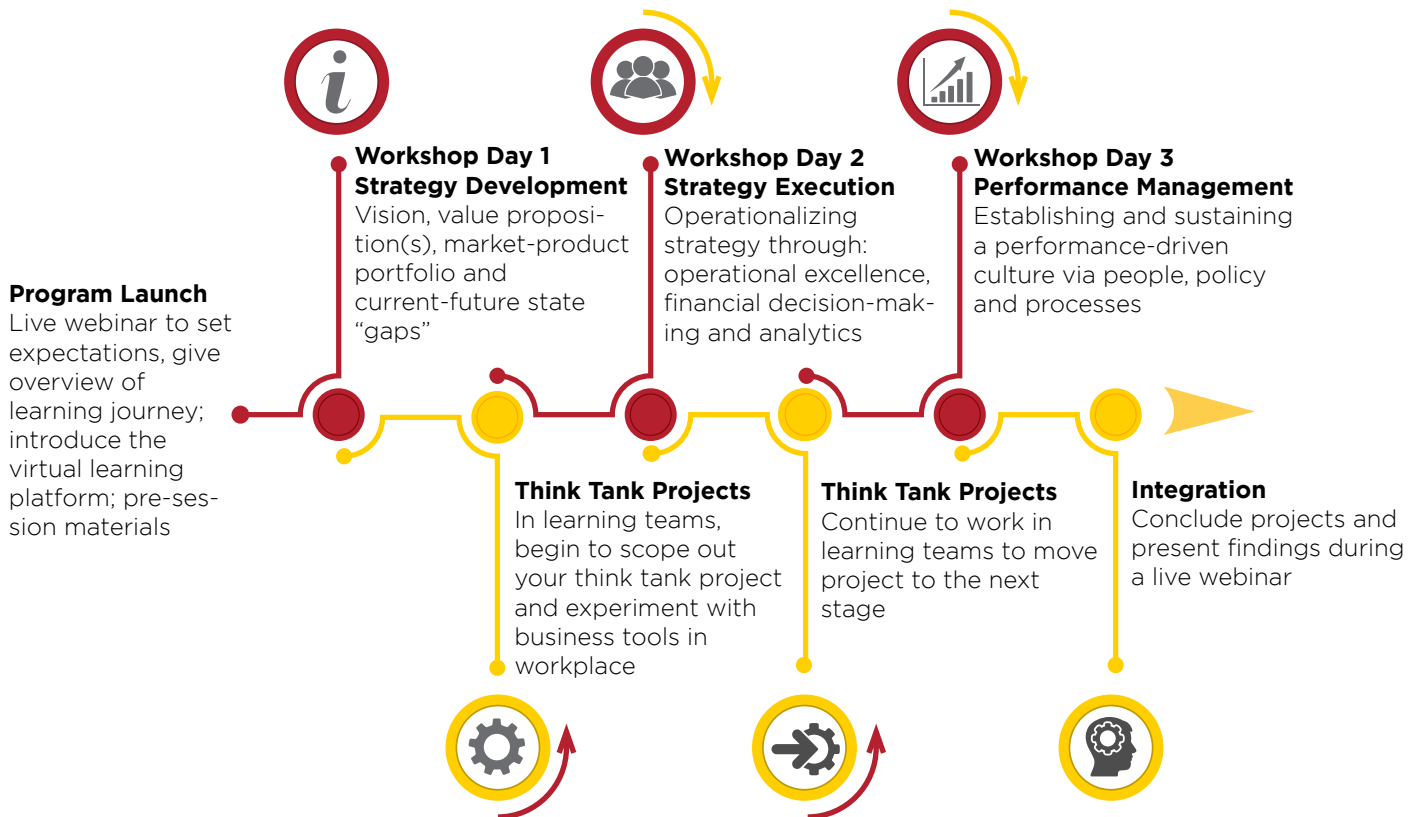 Program Launch
Live webinar to set
expectations, give
overview of
learning journey;
introduce the
virtual learning
platform; pre-ses-
sion materials
Workshop Day 1
Strategy Development
Vision, value proposi-
tion(s), market-product
portfolio and
current-future state
“gaps”
Think Tank Projects
In learning teams,
begin to scope out
your think tank project
and experiment with
business tools in
workplace
Workshop Day 2
Strategy Execution
Operationalizing
strategy through:
operational excellence,
financial decision-mak-
ing and analytics
Think Tank Projects
Continue to work in
learning teams to move
project to the next
stage
Workshop Day 3
Performance Management
Establishing and sustaining
a performance-driven
culture via people, policy
and processes
Integration
Conclude projects and
present findings during
a live webinar